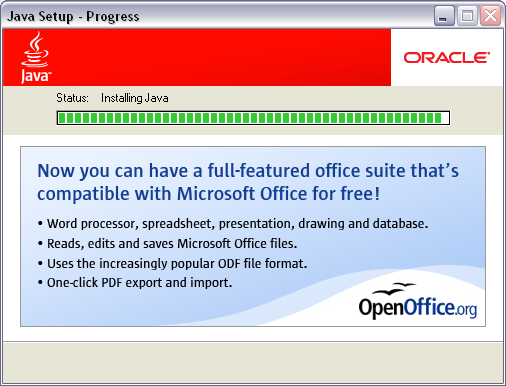 Java Setup - Progress
Java™
ORACLE®
Status: Installing Java
Now you can have a full-featured office suite that's
compatible with Microsoft Office for free!
• Word processor, spreadsheet, presentation, drawing and database.
• Reads, edits and saves Microsoft Office files.
• Uses the increasingly popular ODF file format.
• One-click PDF export and import.
OpenOffice.org